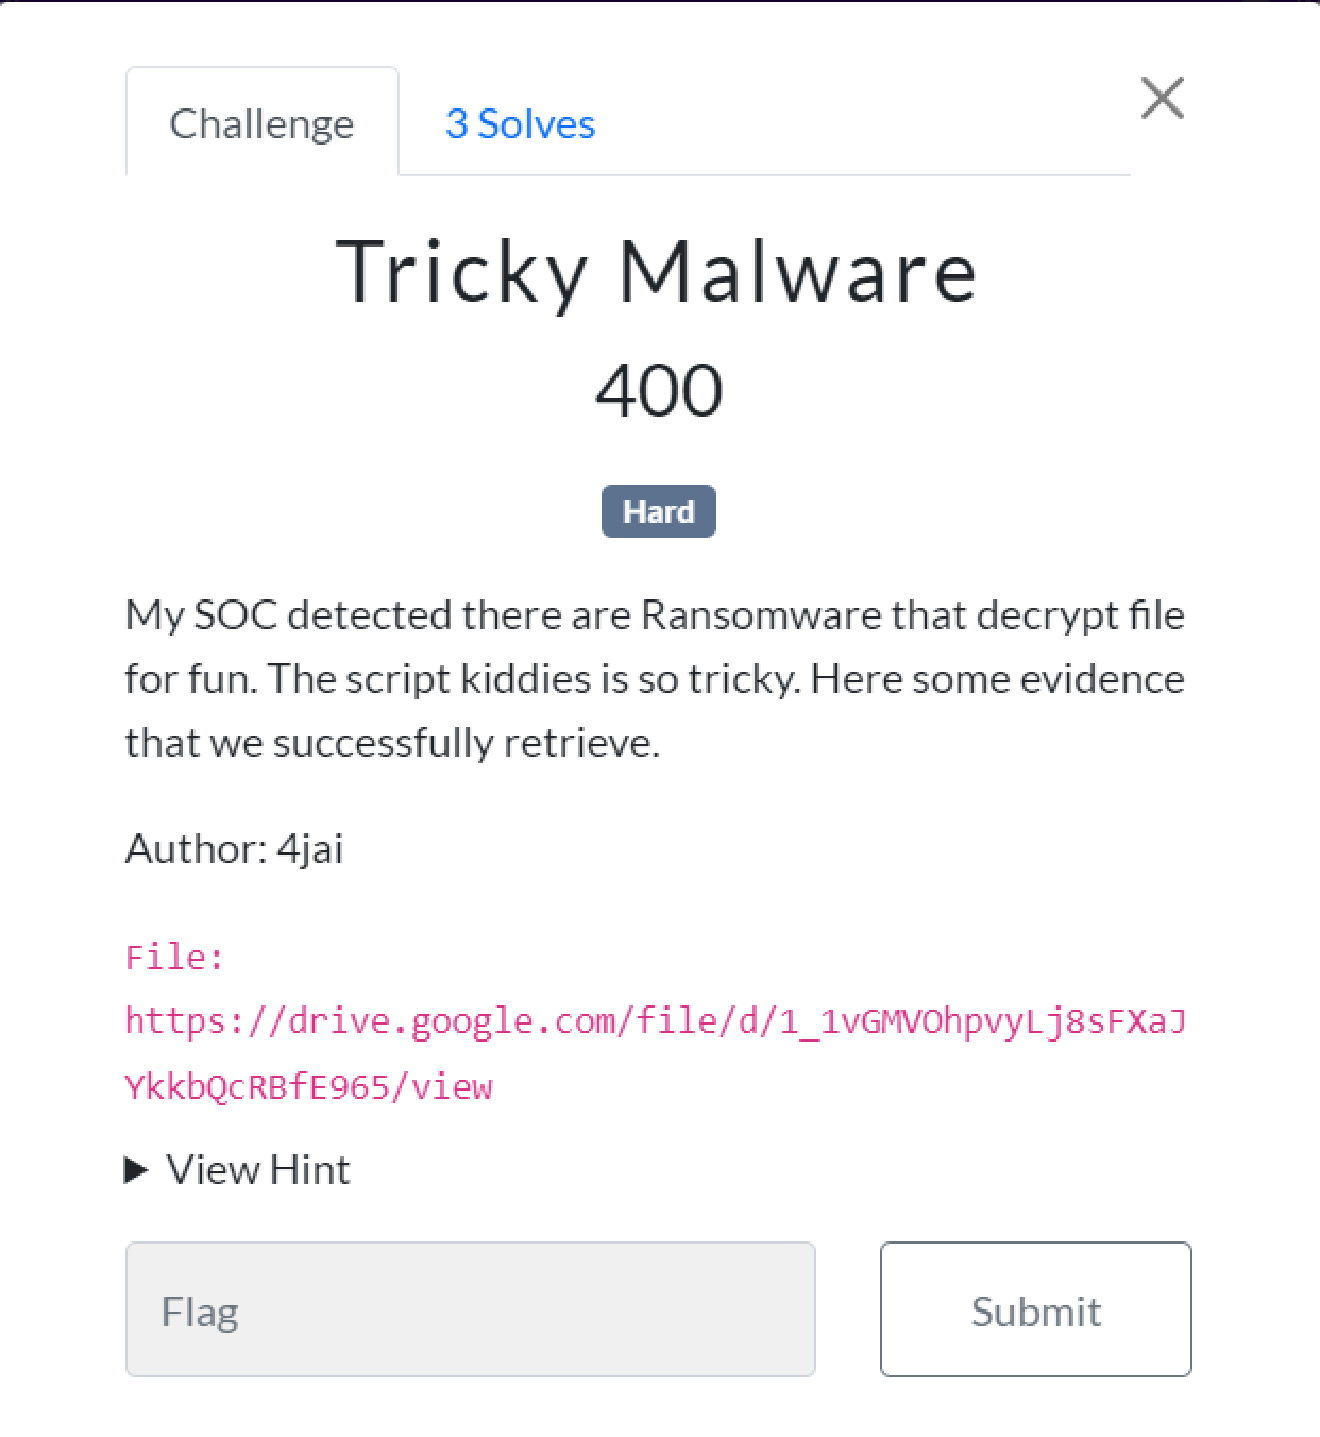 Challenge
3 Solves
Tricky Malware
400
Hard
My SOC detected there are Ransomware that decrypt file
for fun. The script kiddies is so tricky. Here some evidence
that we successfully retrieve.
Author: 4jai
File:
https://drive.google.com/file/d/1_1vGMVOhpvyLj8sFXaJ
YkkbQcRBfE965/view
View Hint
Flag
Submit